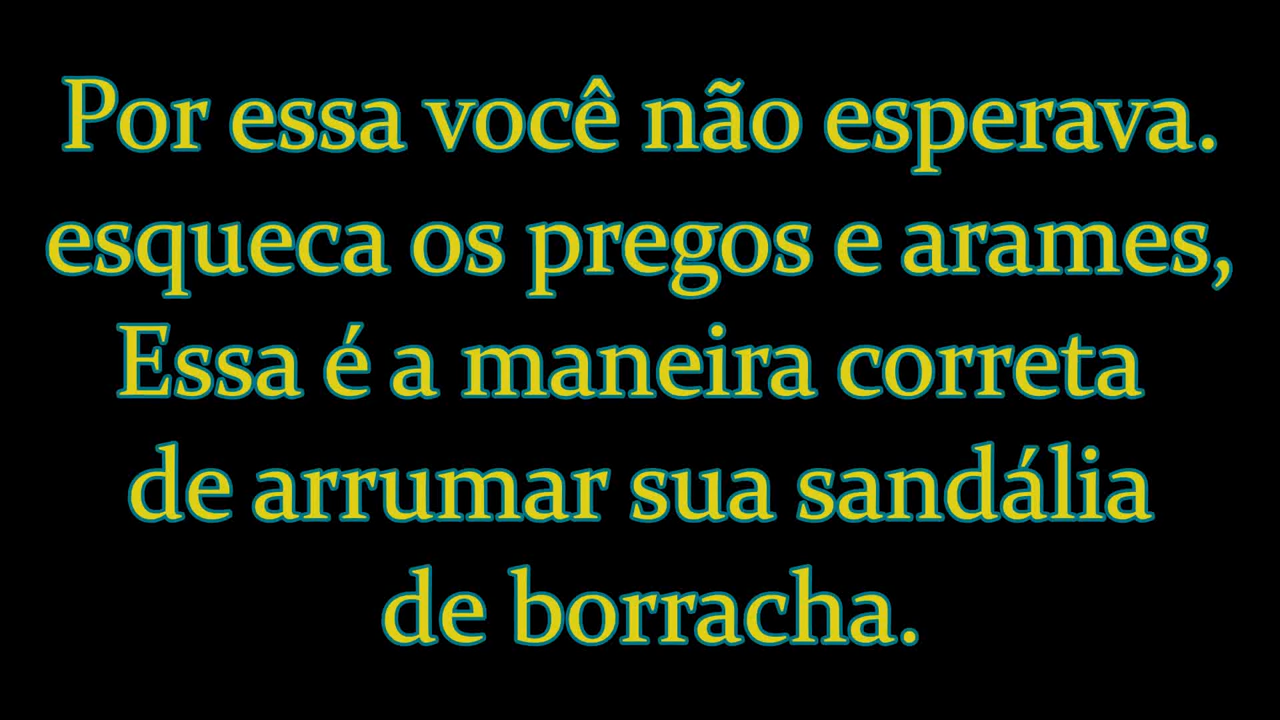 Por essa você não esperava.
esqueca os pregos e arames,
Essa é a maneira correta
de arrumar sua sandália
de borracha.